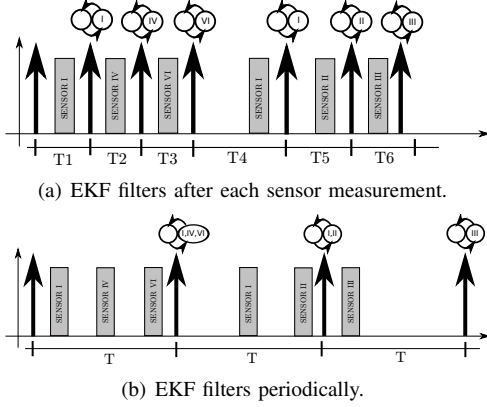 I IV VI I II III
SENSOR I SENSOR IV SENSOR VI SENSOR I SENSOR II SENSOR III
T1 T2 T3 T4 T5 T6
(a) EKF filters after each sensor measurement.
I,IV,VI I,II III
SENSOR I SENSOR IV SENSOR VI SENSOR I SENSOR II SENSOR III
T T T
(b) EKF filters periodically.